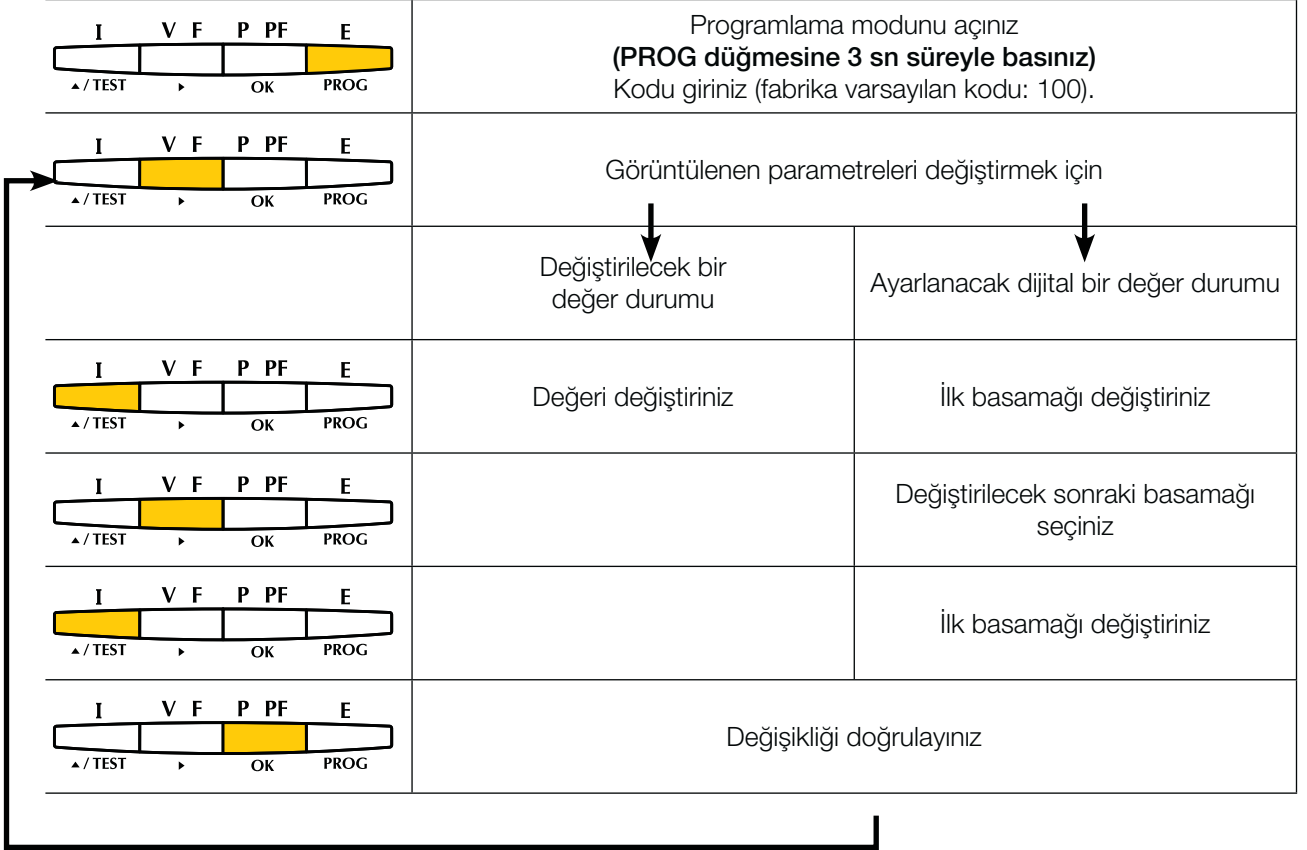 I V F P PF E
▲ / TEST ▸ OK PROG
Programlama modunu açınız
(PROG düğmesine 3 sn süreyle basınız)
Kodu giriniz (fabrika varsayılan kodu: 100).
I V F P PF E
▲ / TEST ▸ OK PROG
Görüntülenen parametreleri değiştirmek için
Değiştirilecek bir
değer durumu
Ayarlanacak dijital bir değer durumu
I V F P PF E
▲ / TEST ▸ OK PROG
Değeri değiştiriniz
İlk basamağı değiştiriniz
I V F P PF E
▲ / TEST ▸ OK PROG
Değiştirilecek sonraki basamağı
seçiniz
I V F P PF E
▲ / TEST ▸ OK PROG
İlk basamağı değiştiriniz
I V F P PF E
▲ / TEST ▸ OK PROG
Değişikliği doğrulayınız